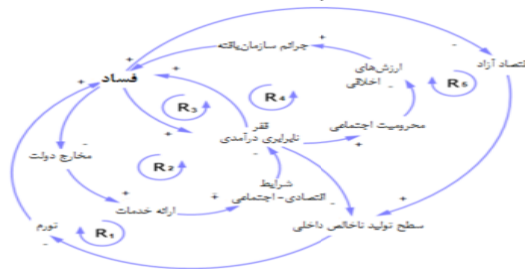 جرائم سازمان‌یافته
ارزش‌های
اخلاقی
قتصاد آزاد
فساد
R₃
R₄
R₅
فقر
نابرابری درآمدی
محرومیت اجتماعی
مخارج دولت
R₂
شرایط
اقتصادی- اجتماعی
ارائه خدمات
سطح تولید ناخالص داخلی
تورم
R₁